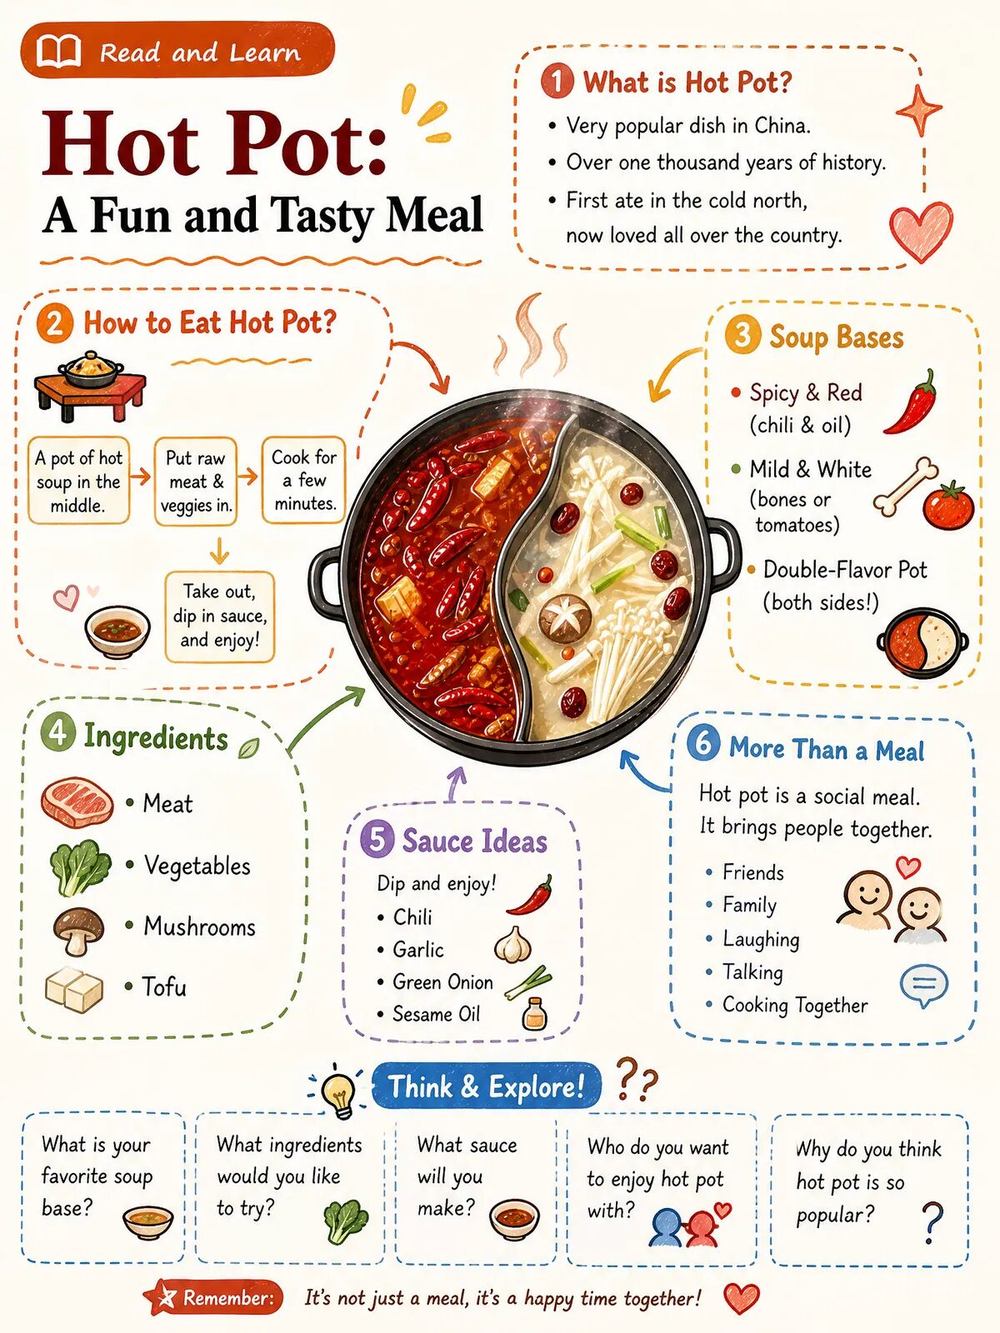 Read and Learn
Hot Pot:
A Fun and Tasty Meal
1 What is Hot Pot?
• Very popular dish in China.
• Over one thousand years of history.
• First ate in the cold north,
now loved all over the country.
2 How to Eat Hot Pot?
A pot of hot
soup in the
middle.
Put raw
meat &
veggies in.
Cook for
a few
minutes.
Take out,
dip in sauce,
and enjoy!
3 Soup Bases
• Spicy & Red
(chili & oil)
• Mild & White
(bones or
tomatoes)
• Double-Flavor Pot
(both sides!)
4 Ingredients
• Meat
• Vegetables
• Mushrooms
• Tofu
5 Sauce Ideas
Dip and enjoy!
• Chili
• Garlic
• Green Onion
• Sesame Oil
6 More Than a Meal
Hot pot is a social meal.
It brings people together.
• Friends
• Family
• Laughing
• Talking
• Cooking Together
Think & Explore! ??
What is your
favorite soup
base?
What ingredients
would you like
to try?
What sauce
will you
make?
Who do you want
to enjoy hot pot
with?
Why do you think
hot pot is so
popular?
?
Remember: It's not just a meal, it's a happy time together!